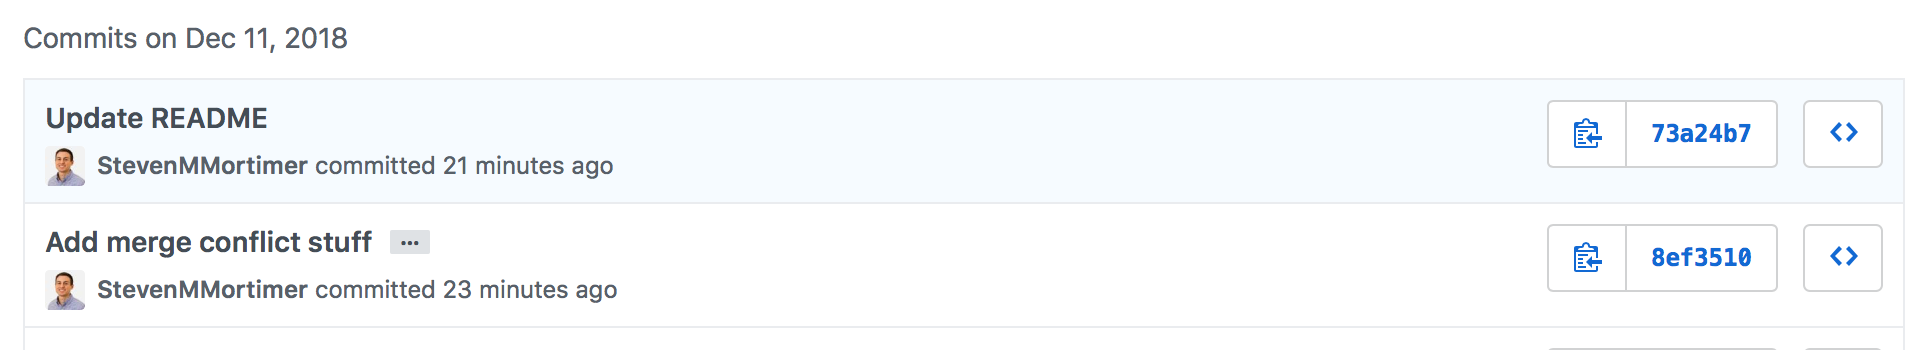 Commits on Dec 11, 2018
Update README
StevenMMortimer committed 21 minutes ago
73a24b7
Add merge conflict stuff ...
StevenMMortimer committed 23 minutes ago
8ef3510